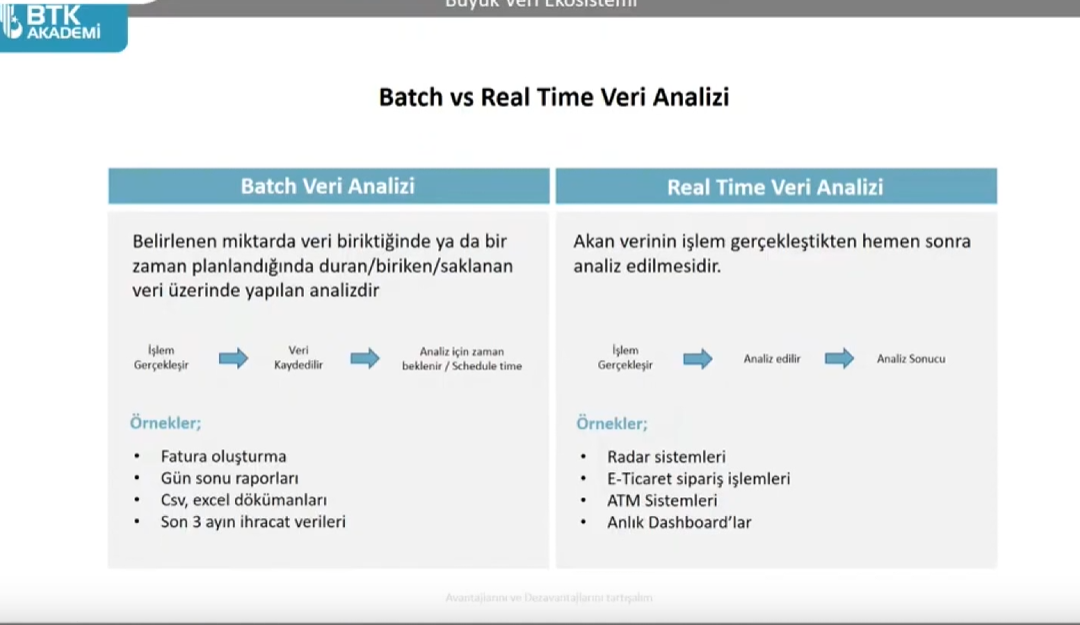 Büyük Veri Ekosistemi
BTK
AKADEMİ
Batch vs Real Time Veri Analizi
Batch Veri Analizi
Belirlenen miktarda veri biriktiğinde ya da bir
zaman planlandığında duran/biriken/saklanan
veri üzerinde yapılan analizdir
İşlem
Gerçekleşir
Veri
Kaydedilir
Analiz için zaman
beklenir / Schedule time
Örnekler;
• Fatura oluşturma
• Gün sonu raporları
• Csv, excel dökümanları
• Son 3 ayın ihracat verileri
Real Time Veri Analizi
Akan verinin işlem gerçekleştikten hemen sonra
analiz edilmesidir.
İşlem
Gerçekleşir
Analiz edilir
Analiz Sonucu
Örnekler;
• Radar sistemleri
• E-Ticaret sipariş işlemleri
• ATM Sistemleri
• Anlık Dashboard’lar
Avantajlarını ve Dezavantajlarını tartışalım